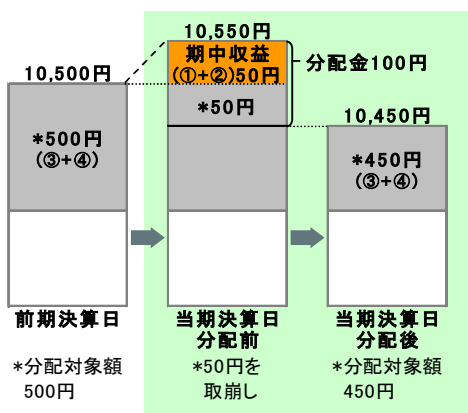 10,550円
期中収益
(①+②)50円
分配金100円
10,500円
*50円
10,450円
*500円
(③+④)
*450円
(③+④)
前期決算日
当期決算日
分配前
当期決算日
分配後
*分配対象額
500円
*50円を
取崩し
*分配対象額
450円